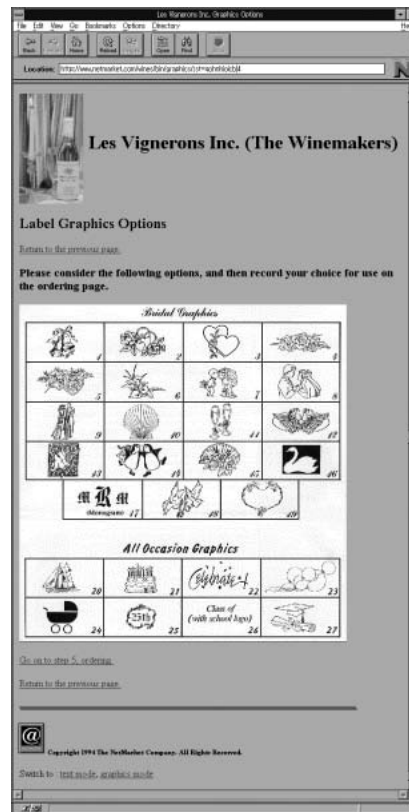 Les Vignerons Inc. Graphics Options
File Edit View Go Bookmarks Options Directory
Back Home Reload Open Find
Location:
Les Vignerons Inc. (The Winemakers)
Label Graphics Options
Return to the previous page.
Please consider the following options, and then record your choice for use on
the ordering page.
Bridal Graphics
1 2 3 4
5 6 7 8
9 10 11 12
13 14 15 16
M R M
(Monogram) 17 18 19
All Occasion Graphics
20 21 Celebrate 22 23
24 25th 25 Class of
(with school logo) 26 27
Go on to step 5, ordering.
Return to the previous page.
@ Copyright 1994 The NetMarket Company. All Rights Reserved.
Switch to text mode, graphics mode